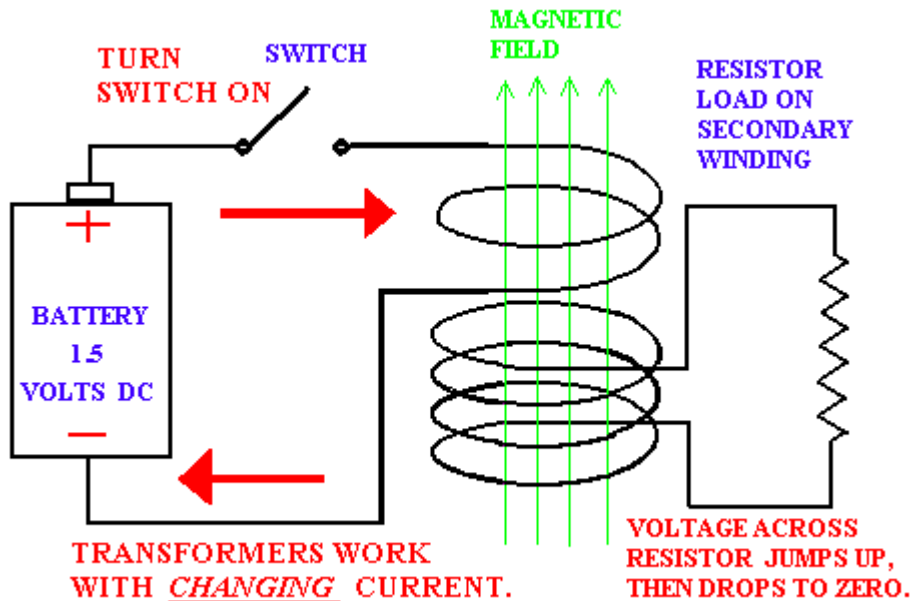 MAGNETIC
FIELD
TURN
SWITCH ON
SWITCH
RESISTOR
LOAD ON
SECONDARY
WINDING
+
BATTERY
1.5
VOLTS DC
−
TRANSFORMERS WORK
WITH CHANGING CURRENT.
VOLTAGE ACROSS
RESISTOR JUMPS UP,
THEN DROPS TO ZERO.